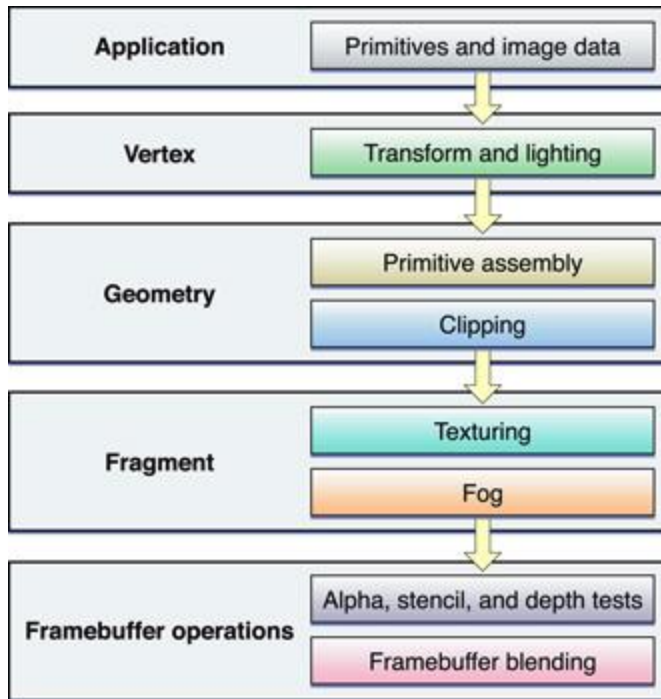 Application
Primitives and image data
Vertex
Transform and lighting
Geometry
Primitive assembly
Clipping
Fragment
Texturing
Fog
Framebuffer operations
Alpha, stencil, and depth tests
Framebuffer blending